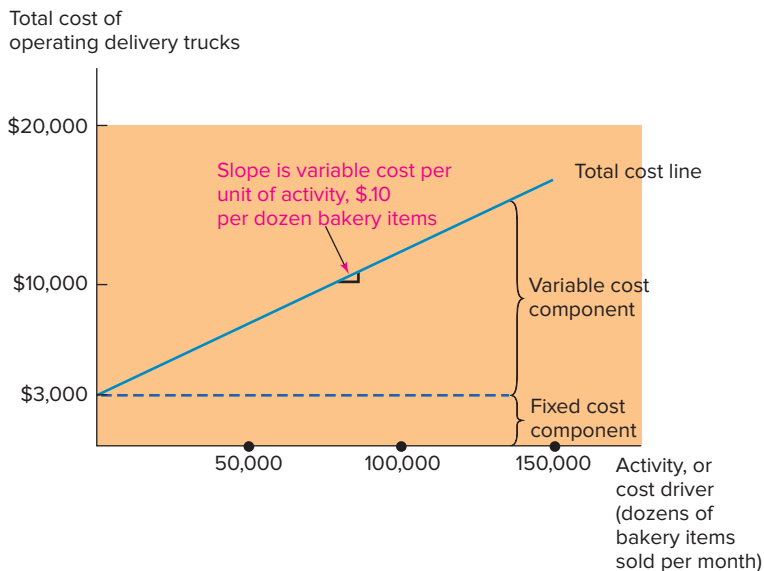 Total cost of
operating delivery trucks
$20,000
Slope is variable cost per
unit of activity, $.10
per dozen bakery items
Total cost line
$10,000
Variable cost
component
$3,000
Fixed cost
component
50,000
100,000
150,000
Activity, or
cost driver
(dozens of
bakery items
sold per month)